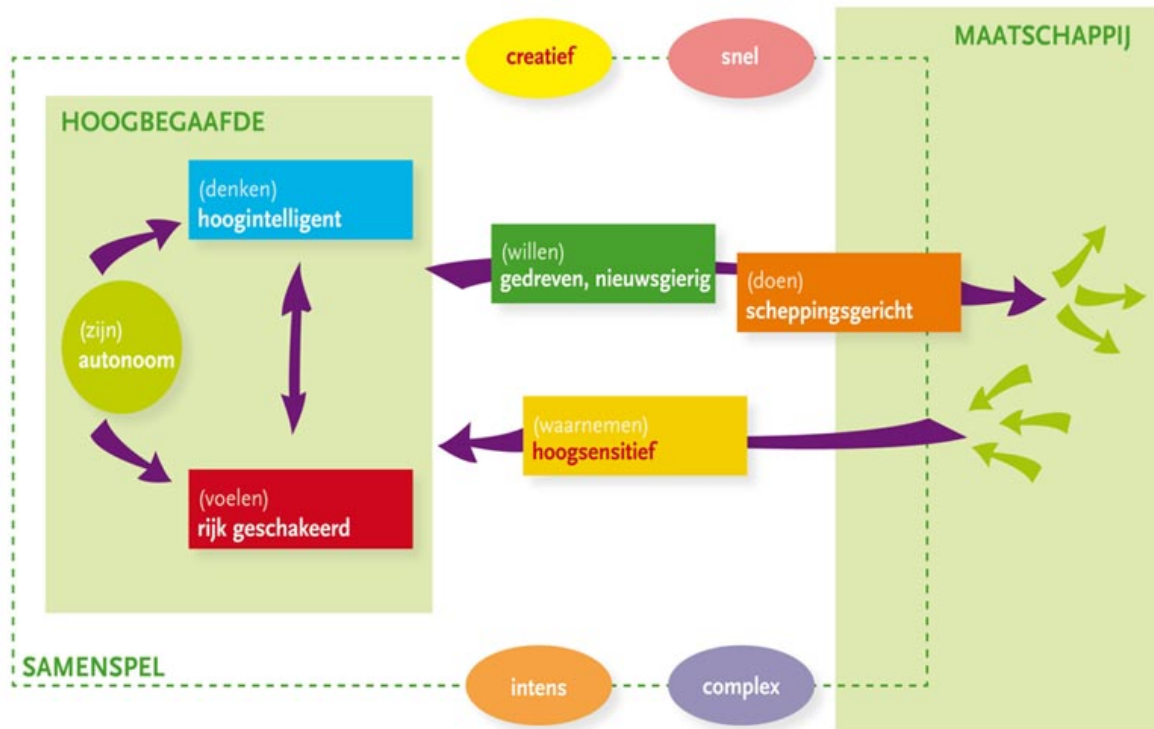 creatief
snel
MAATSCHAPPIJ
HOOGBEGAAFDE
(denken)
hoogintelligent
(willen)
gedreven, nieuwsgierig
(doen)
scheppingsgericht
(zijn)
autonoom
(waarnemen)
hoogsensitief
(voelen)
rijk geschakeerd
SAMENSPEL
intens
complex